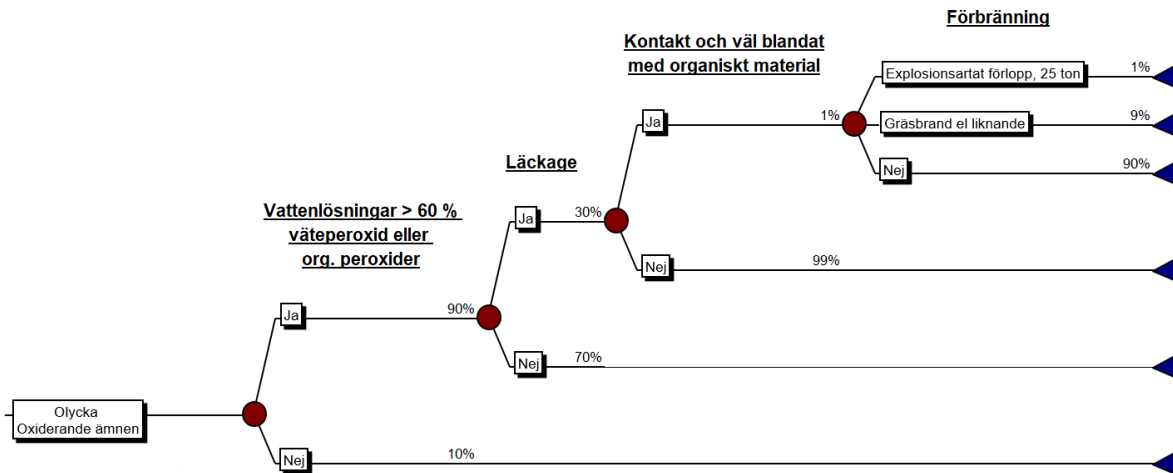 Förbränning
Kontakt och väl blandat
med organiskt material
Explosionsartat förlopp, 25 ton
1%
Ja
1%
Gräsbrand el liknande
9%
Läckage
Nej
90%
Vattenlösningar > 60 %
väteperoxid eller
org. peroxider
Ja
30%
Nej
99%
Ja
90%
Nej
70%
Olycka
Oxiderande ämnen
Nej
10%